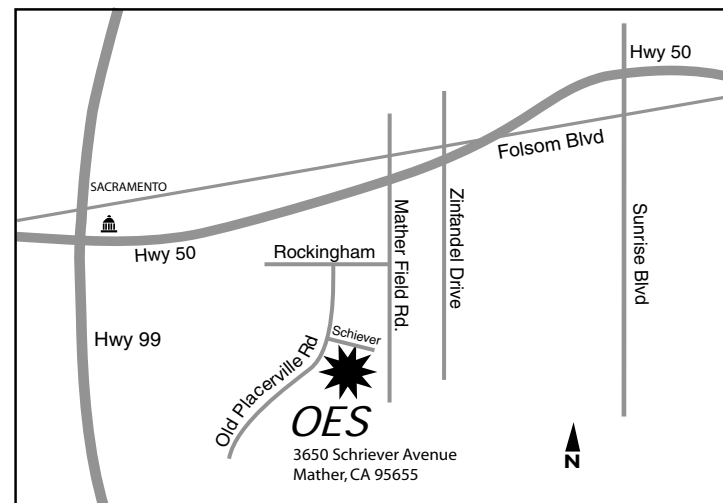 Hwy 50
Folsom Blvd
SACRAMENTO
Hwy 50
Rockingham
Mather Field Rd.
Zinfandel Drive
Sunrise Blvd
Hwy 99
Schiever
Old Placerville Rd
OES
3650 Schriever Avenue
Mather, CA 95655
N